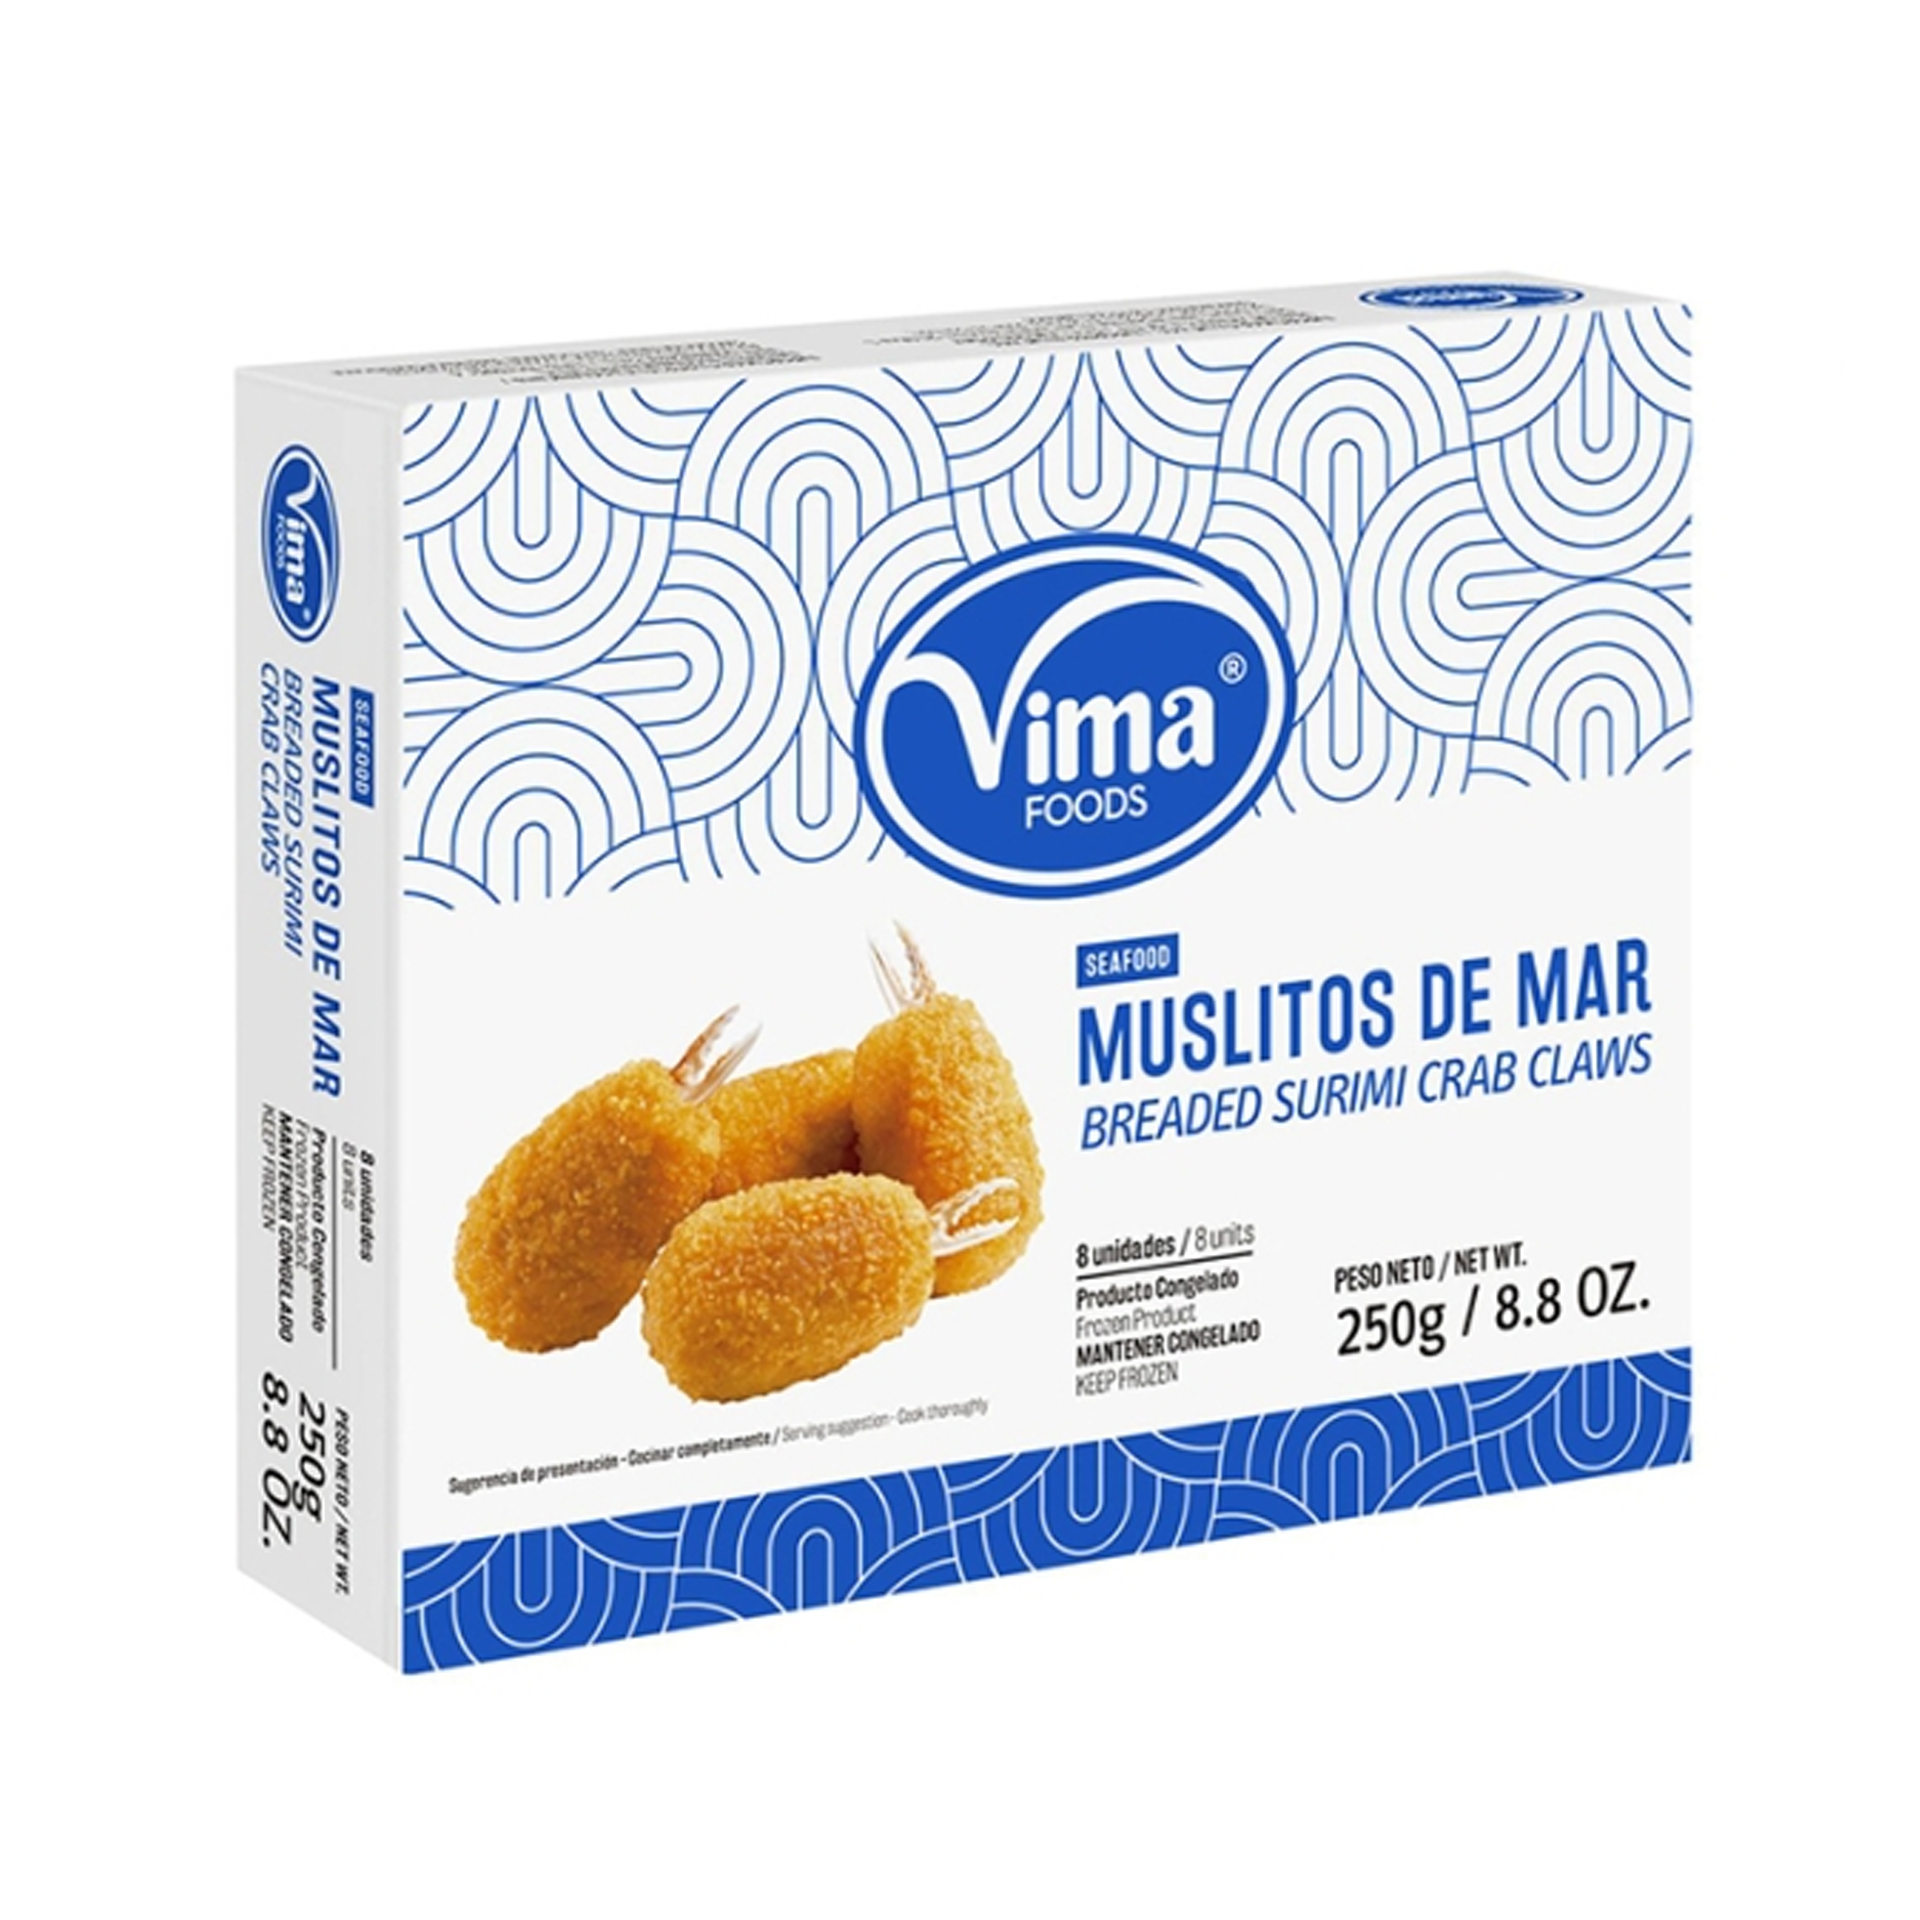 Vima®
FOODS
SEAFOOD
MUSLITOS DE MAR
BREADED SURIMI CRAB CLAWS
8 unidades / 8 units
Producto Congelado
Frozen Product
MANTENER CONGELADO
KEEP FROZEN
PESO NETO / NET WT.
250g / 8.8 OZ.
Sugerencia de presentación - Cocinar completamente / Serving suggestion - Cook thoroughly
Vima®
FOODS
SEAFOOD
MUSLITOS DE MAR
BREADED SURIMI
CRAB CLAWS
8 unidades
8 units
Producto Congelado
Frozen Product
MANTENER CONGELADO
KEEP FROZEN
PESO NETO / NET WT.
250g
8.8 OZ.